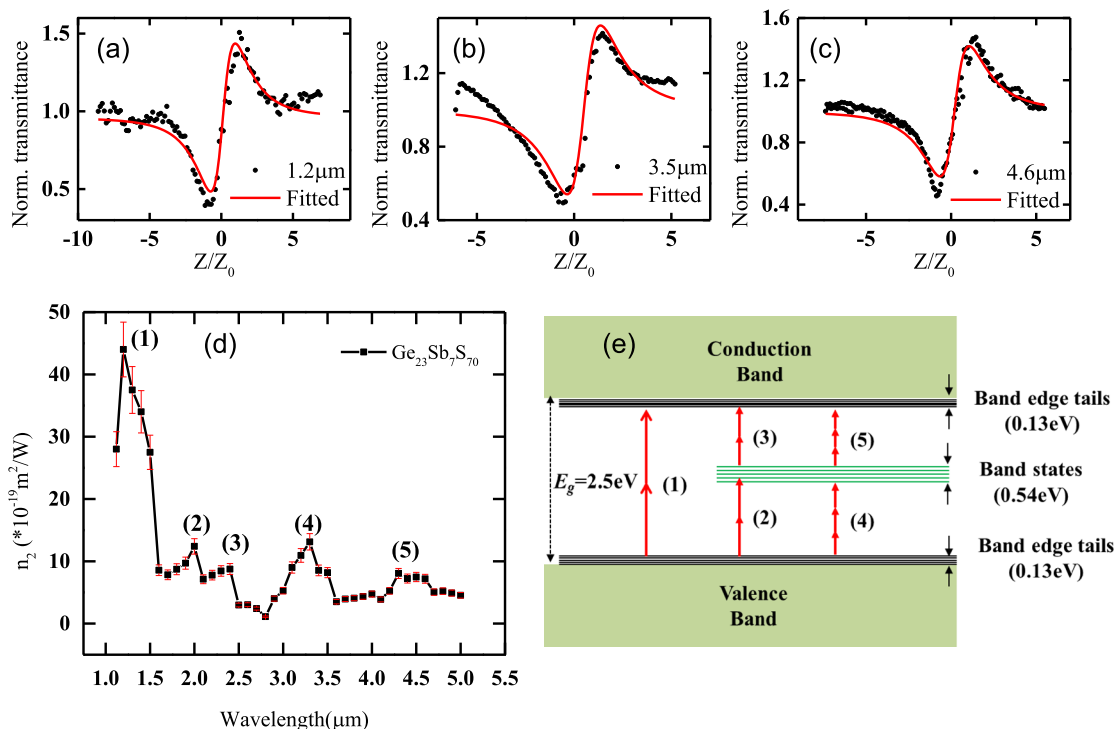 (a)
1.5
1.0
0.5
Norm. transmittance
1.2μm
Fitted
-10
-5
0
5
Z/Z₀
(b)
1.2
0.8
0.4
Norm. transmittance
3.5μm
Fitted
-5
0
5
Z/Z₀
(c)
1.6
1.2
0.8
0.4
Norm. transmittance
4.6μm
Fitted
-5
0
5
Z/Z₀
(d)
50
40
30
20
10
0
n₂ (*10⁻¹⁹m²/W)
Ge₂₃Sb₇S₇₀
(1)
(2)
(3)
(4)
(5)
1.0
1.5
2.0
2.5
3.0
3.5
4.0
4.5
5.0
5.5
Wavelength(μm)
(e)
Conduction
Band
Band edge tails
(0.13eV)
(3)
(5)
E_g=2.5eV
(1)
Band states
(0.54eV)
(2)
(4)
Band edge tails
(0.13eV)
Valence
Band